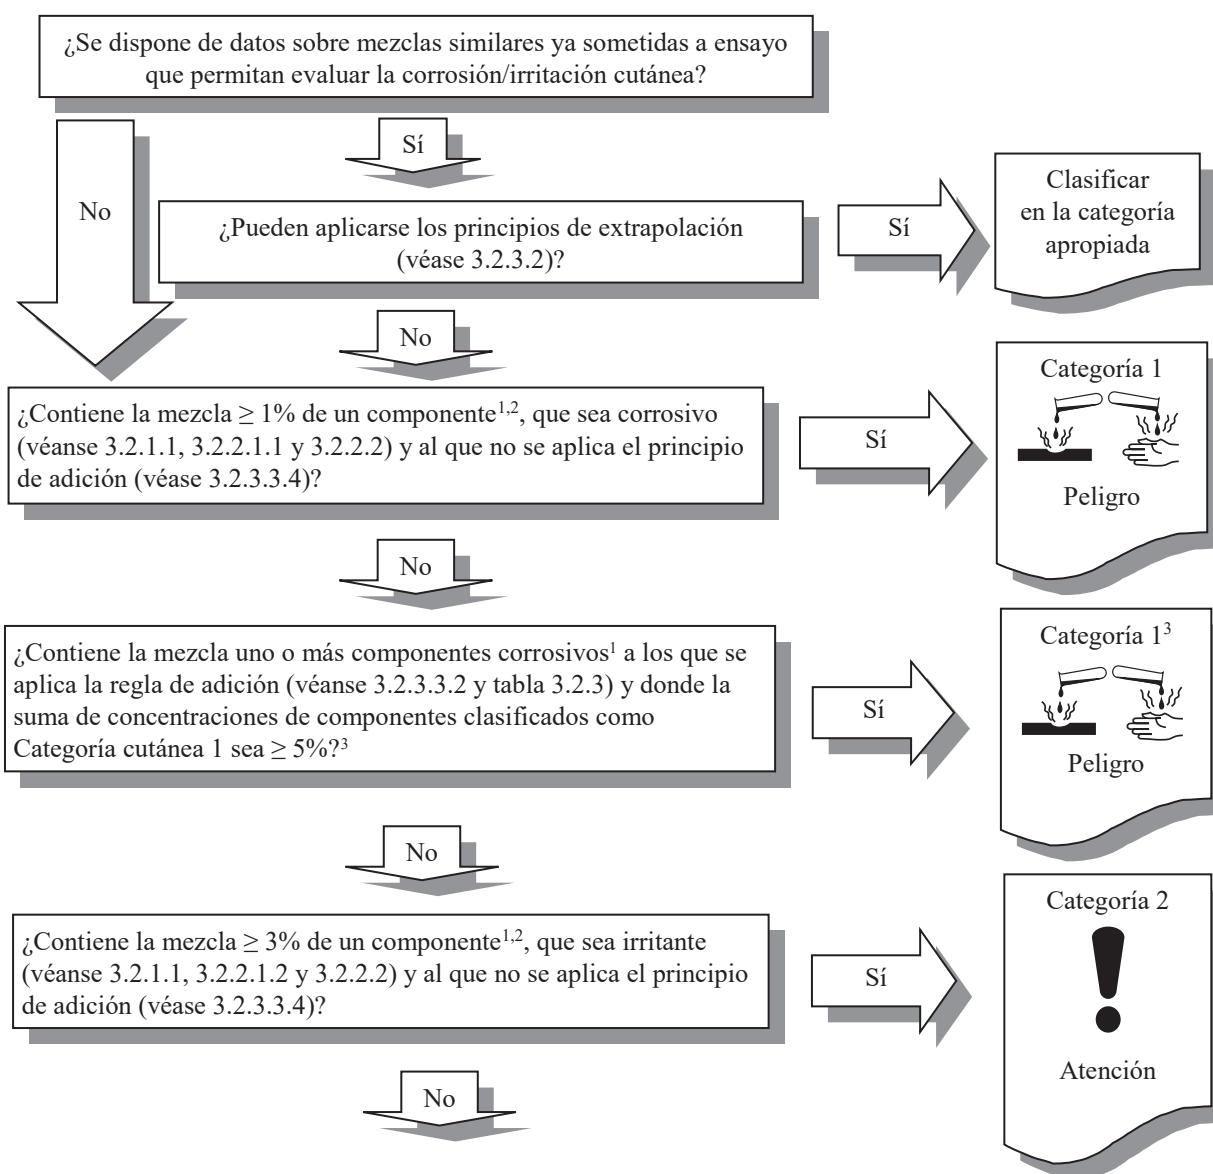 ¿Se dispone de datos sobre mezclas similares ya sometidas a ensayo
que permitan evaluar la corrosión/irritación cutánea?
No
Sí
¿Pueden aplicarse los principios de extrapolación
(véase 3.2.3.2)?
Sí
Clasificar
en la categoría
apropiada
No
¿Contiene la mezcla ≥ 1% de un componente¹,², que sea corrosivo
(véanse 3.2.1.1, 3.2.2.1.1 y 3.2.2.2) y al que no se aplica el principio
de adición (véase 3.2.3.3.4)?
Sí
Categoría 1
Peligro
No
¿Contiene la mezcla uno o más componentes corrosivos¹ a los que se
aplica la regla de adición (véanse 3.2.3.3.2 y tabla 3.2.3) y donde la
suma de concentraciones de componentes clasificados como
Categoría cutánea 1 sea ≥ 5%?³
Sí
Categoría 1³
Peligro
No
¿Contiene la mezcla ≥ 3% de un componente¹,², que sea irritante
(véanse 3.2.1.1, 3.2.2.1.2 y 3.2.2.2) y al que no se aplica el principio
de adición (véase 3.2.3.3.4)?
Sí
Categoría 2
Atención
No